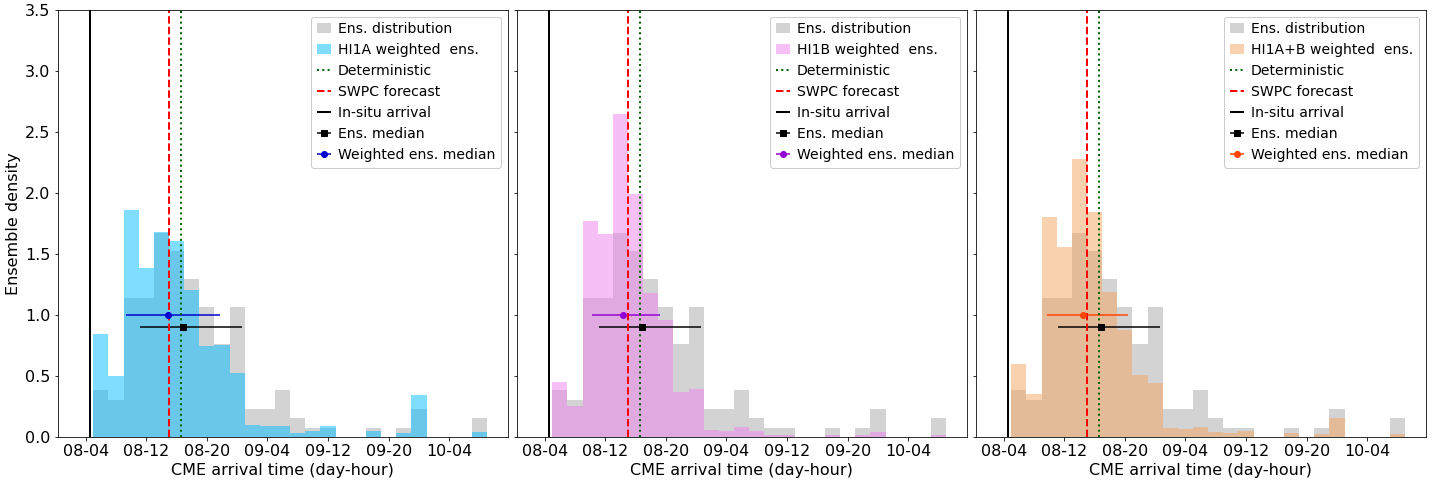 3.5
3.0
2.5
2.0
1.5
1.0
0.5
0.0
Ensemble density
Ens. distribution
HI1A weighted  ens.
Deterministic
SWPC forecast
In-situ arrival
Ens. median
Weighted ens. median
08-04 08-12 08-20 09-04 09-12 09-20 10-04
CME arrival time (day-hour)
Ens. distribution
HI1B weighted  ens.
Deterministic
SWPC forecast
In-situ arrival
Ens. median
Weighted ens. median
08-04 08-12 08-20 09-04 09-12 09-20 10-04
CME arrival time (day-hour)
Ens. distribution
HI1A+B weighted  ens.
Deterministic
SWPC forecast
In-situ arrival
Ens. median
Weighted ens. median
08-04 08-12 08-20 09-04 09-12 09-20 10-04
CME arrival time (day-hour)